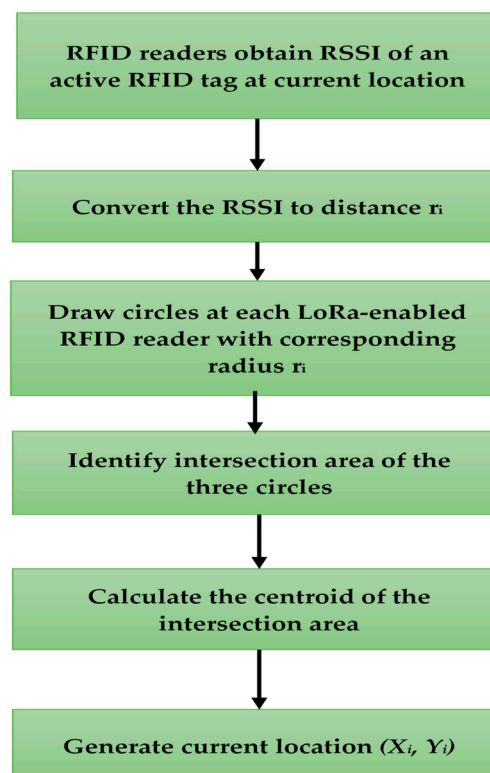 RFID readers obtain RSSI of an
active RFID tag at current location
Convert the RSSI to distance rᵢ
Draw circles at each LoRa-enabled
RFID reader with corresponding
radius rᵢ
Identify intersection area of the
three circles
Calculate the centroid of the
intersection area
Generate current location (Xᵢ, Yᵢ)